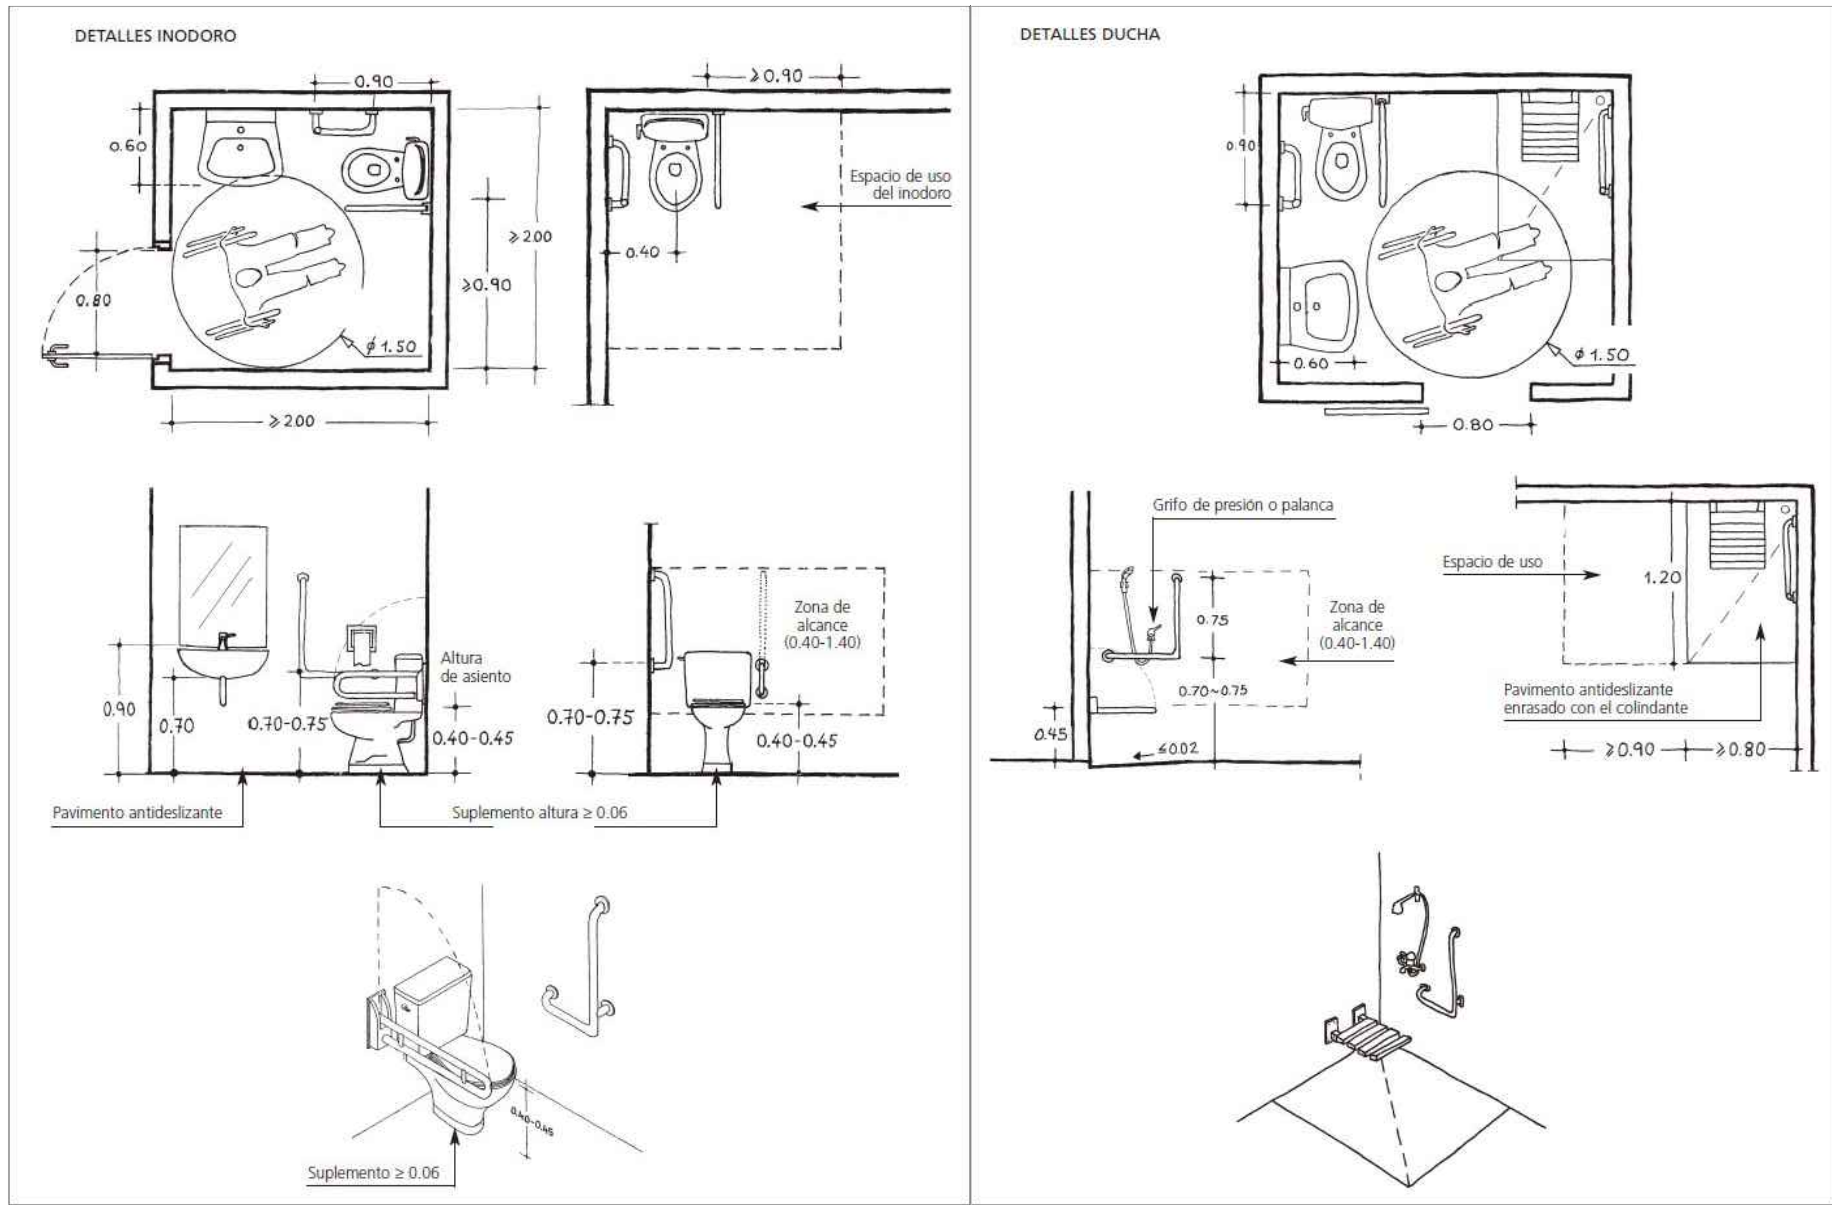 DETALLES INODORO
0.90
0.60
0.80
≥2.00
≥0.90
ϕ 1.50
≥2.00
≥0.90
Espacio de uso
del inodoro
0.40
0.90
0.70
0.70-0.75
Altura
de asiento
0.40-0.45
Pavimento antideslizante
Suplemento altura ≥ 0.06
Zona de
alcance
(0.40-1.40)
0.70-0.75
0.40-0.45
0.40-0.45
Suplemento ≥ 0.06
DETALLES DUCHA
0.90
0.60
ϕ 1.50
0.80
Grifo de presión o palanca
0.75
Zona de
alcance
(0.40-1.40)
0.70~0.75
0.45
≤0.02
Espacio de uso
1.20
Pavimento antideslizante
enrasado con el colindante
≥0.90
≥0.80